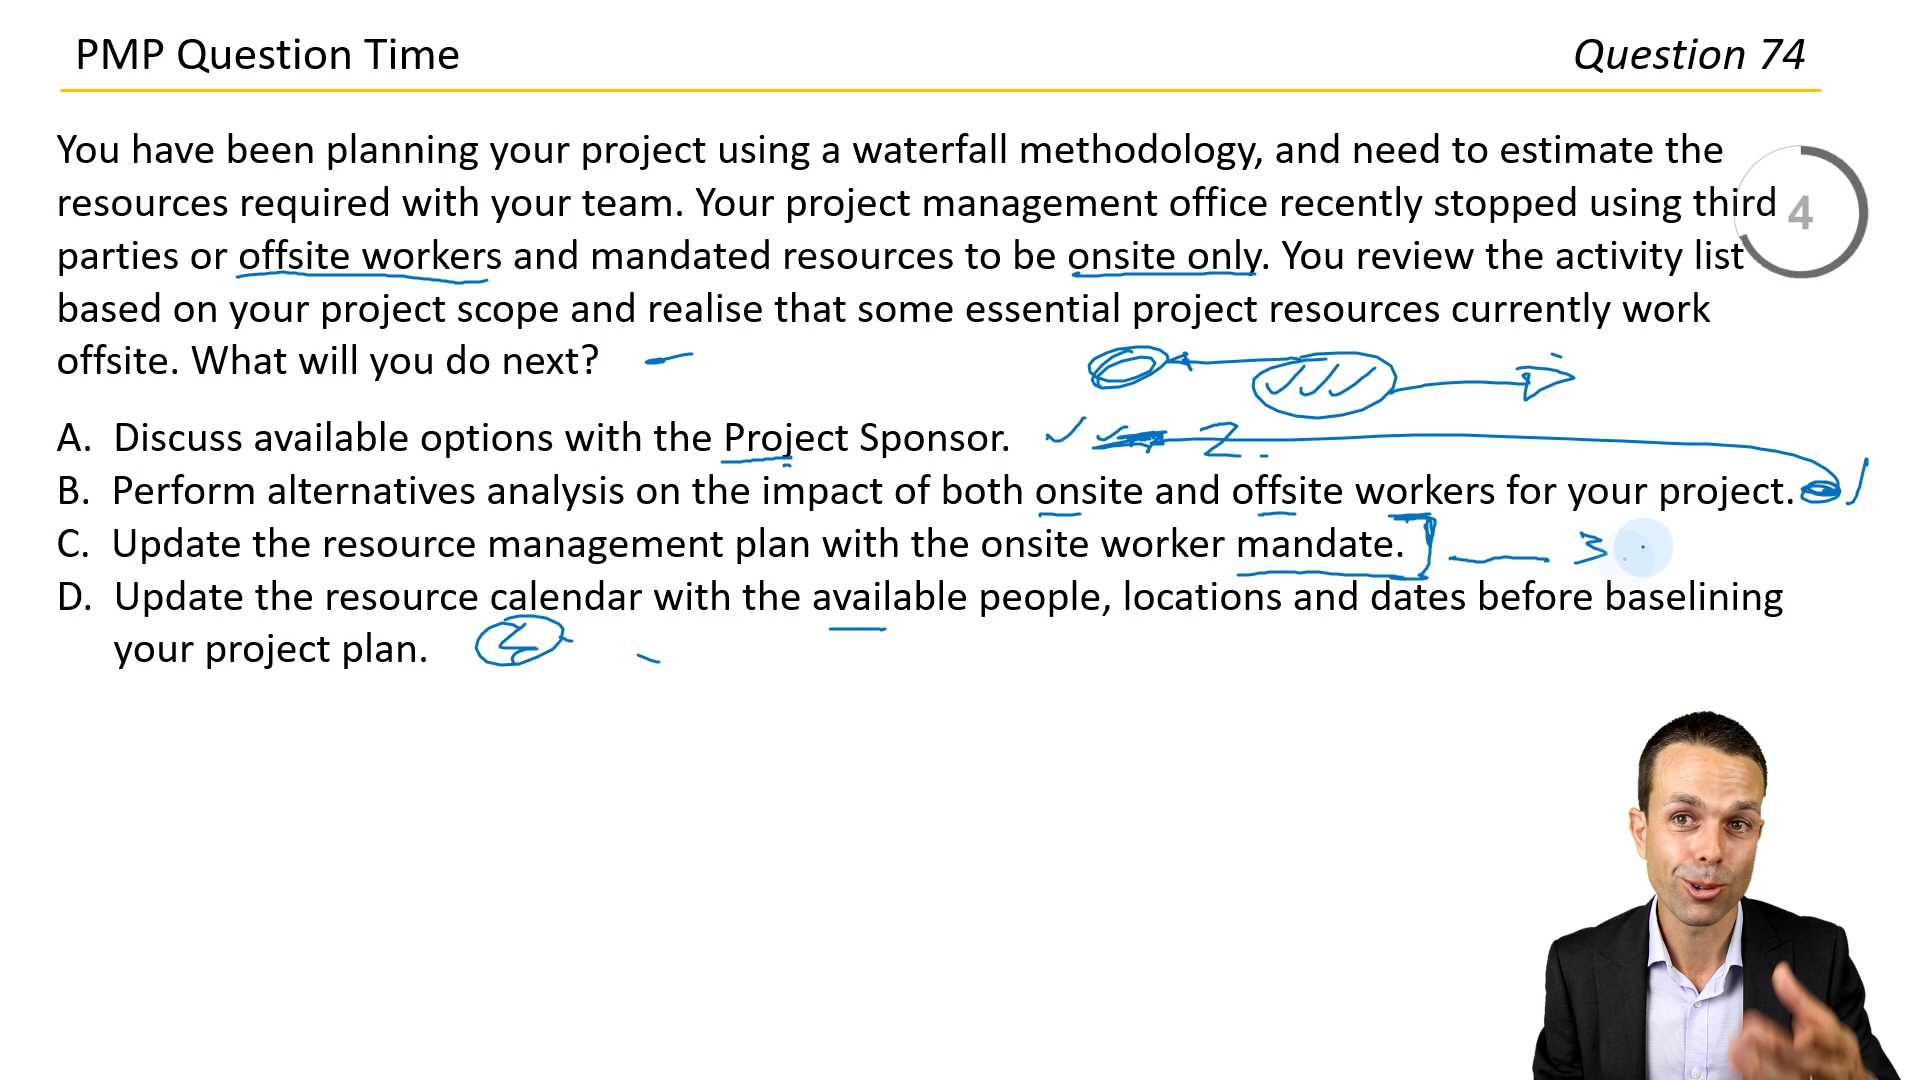 PMP Question Time
Question 74
You have been planning your project using a waterfall methodology, and need to estimate the
resources required with your team. Your project management office recently stopped using third
4
parties or offsite workers and mandated resources to be onsite only. You review the activity list
based on your project scope and realise that some essential project resources currently work
offsite. What will you do next?
A. Discuss available options with the Project Sponsor.
2.
B. Perform alternatives analysis on the impact of both onsite and offsite workers for your project.
1
C. Update the resource management plan with the onsite worker mandate.
3
D. Update the resource calendar with the available people, locations and dates before baselining
your project plan.